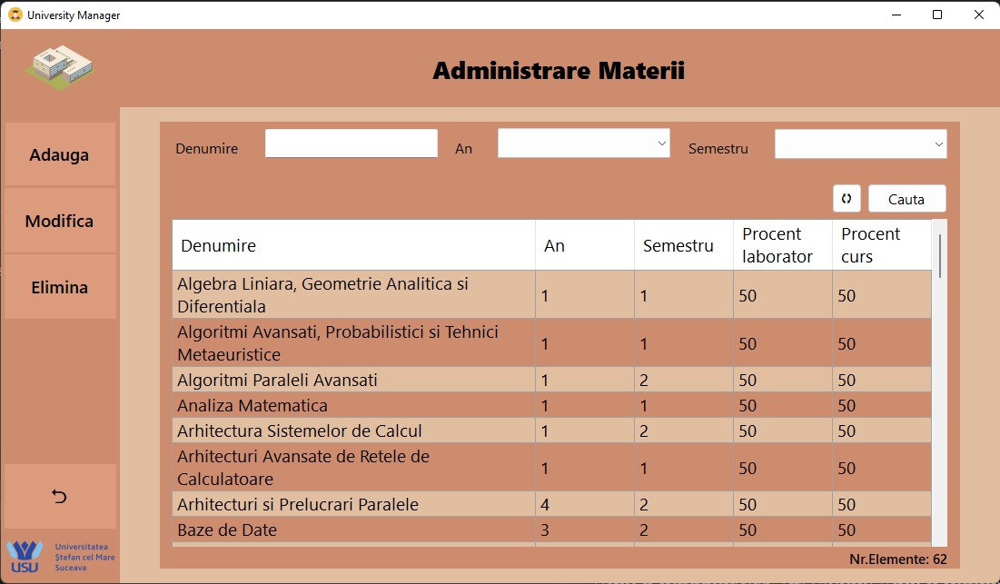 University Manager
Administrare Materii
Adauga
Modifica
Elimina
Denumire
An
Semestru
Cauta
Denumire An Semestru Procent laborator Procent curs
Algebra Liniara, Geometrie Analitica si
Diferentiala 1 1 50 50
Algoritmi Avansati, Probabilistici si Tehnici
Metaeuristice 1 1 50 50
Algoritmi Paraleli Avansati 1 2 50 50
Analiza Matematica 1 1 50 50
Arhitectura Sistemelor de Calcul 1 2 50 50
Arhitecturi Avansate de Retele de
Calculatoare 1 1 50 50
Arhitecturi si Prelucrari Paralele 4 2 50 50
Baze de Date 3 2 50 50
Nr.Elemente: 62
USU
Universitatea
Ştefan cel Mare
Suceava